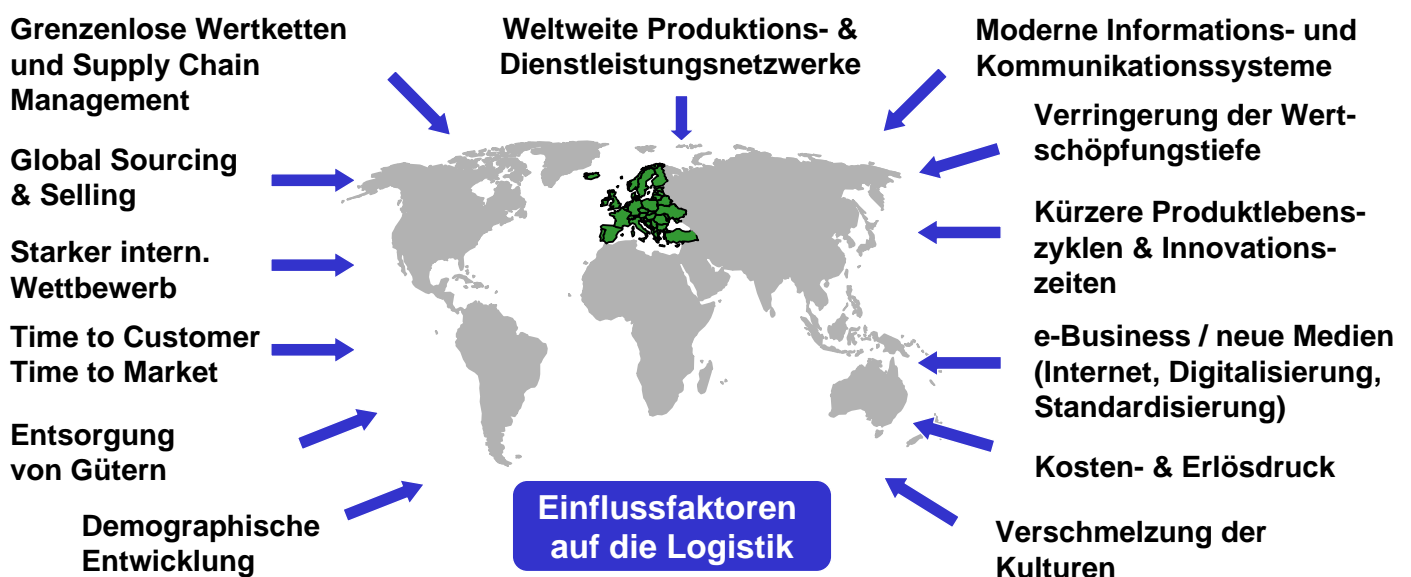 Grenzenlose Wertketten
und Supply Chain
Management
Weltweite Produktions- &
Dienstleistungsnetzwerke
Moderne Informations- und
Kommunikationssysteme
Global Sourcing
& Selling
Verringerung der Wert-
schöpfungstiefe
Starker intern.
Wettbewerb
Kürzere Produktlebens-
zyklen & Innovations-
zeiten
Time to Customer
Time to Market
e-Business / neue Medien
(Internet, Digitalisierung,
Standardisierung)
Entsorgung
von Gütern
Kosten- & Erlösdruck
Demographische
Entwicklung
Einflussfaktoren
auf die Logistik
Verschmelzung der
Kulturen